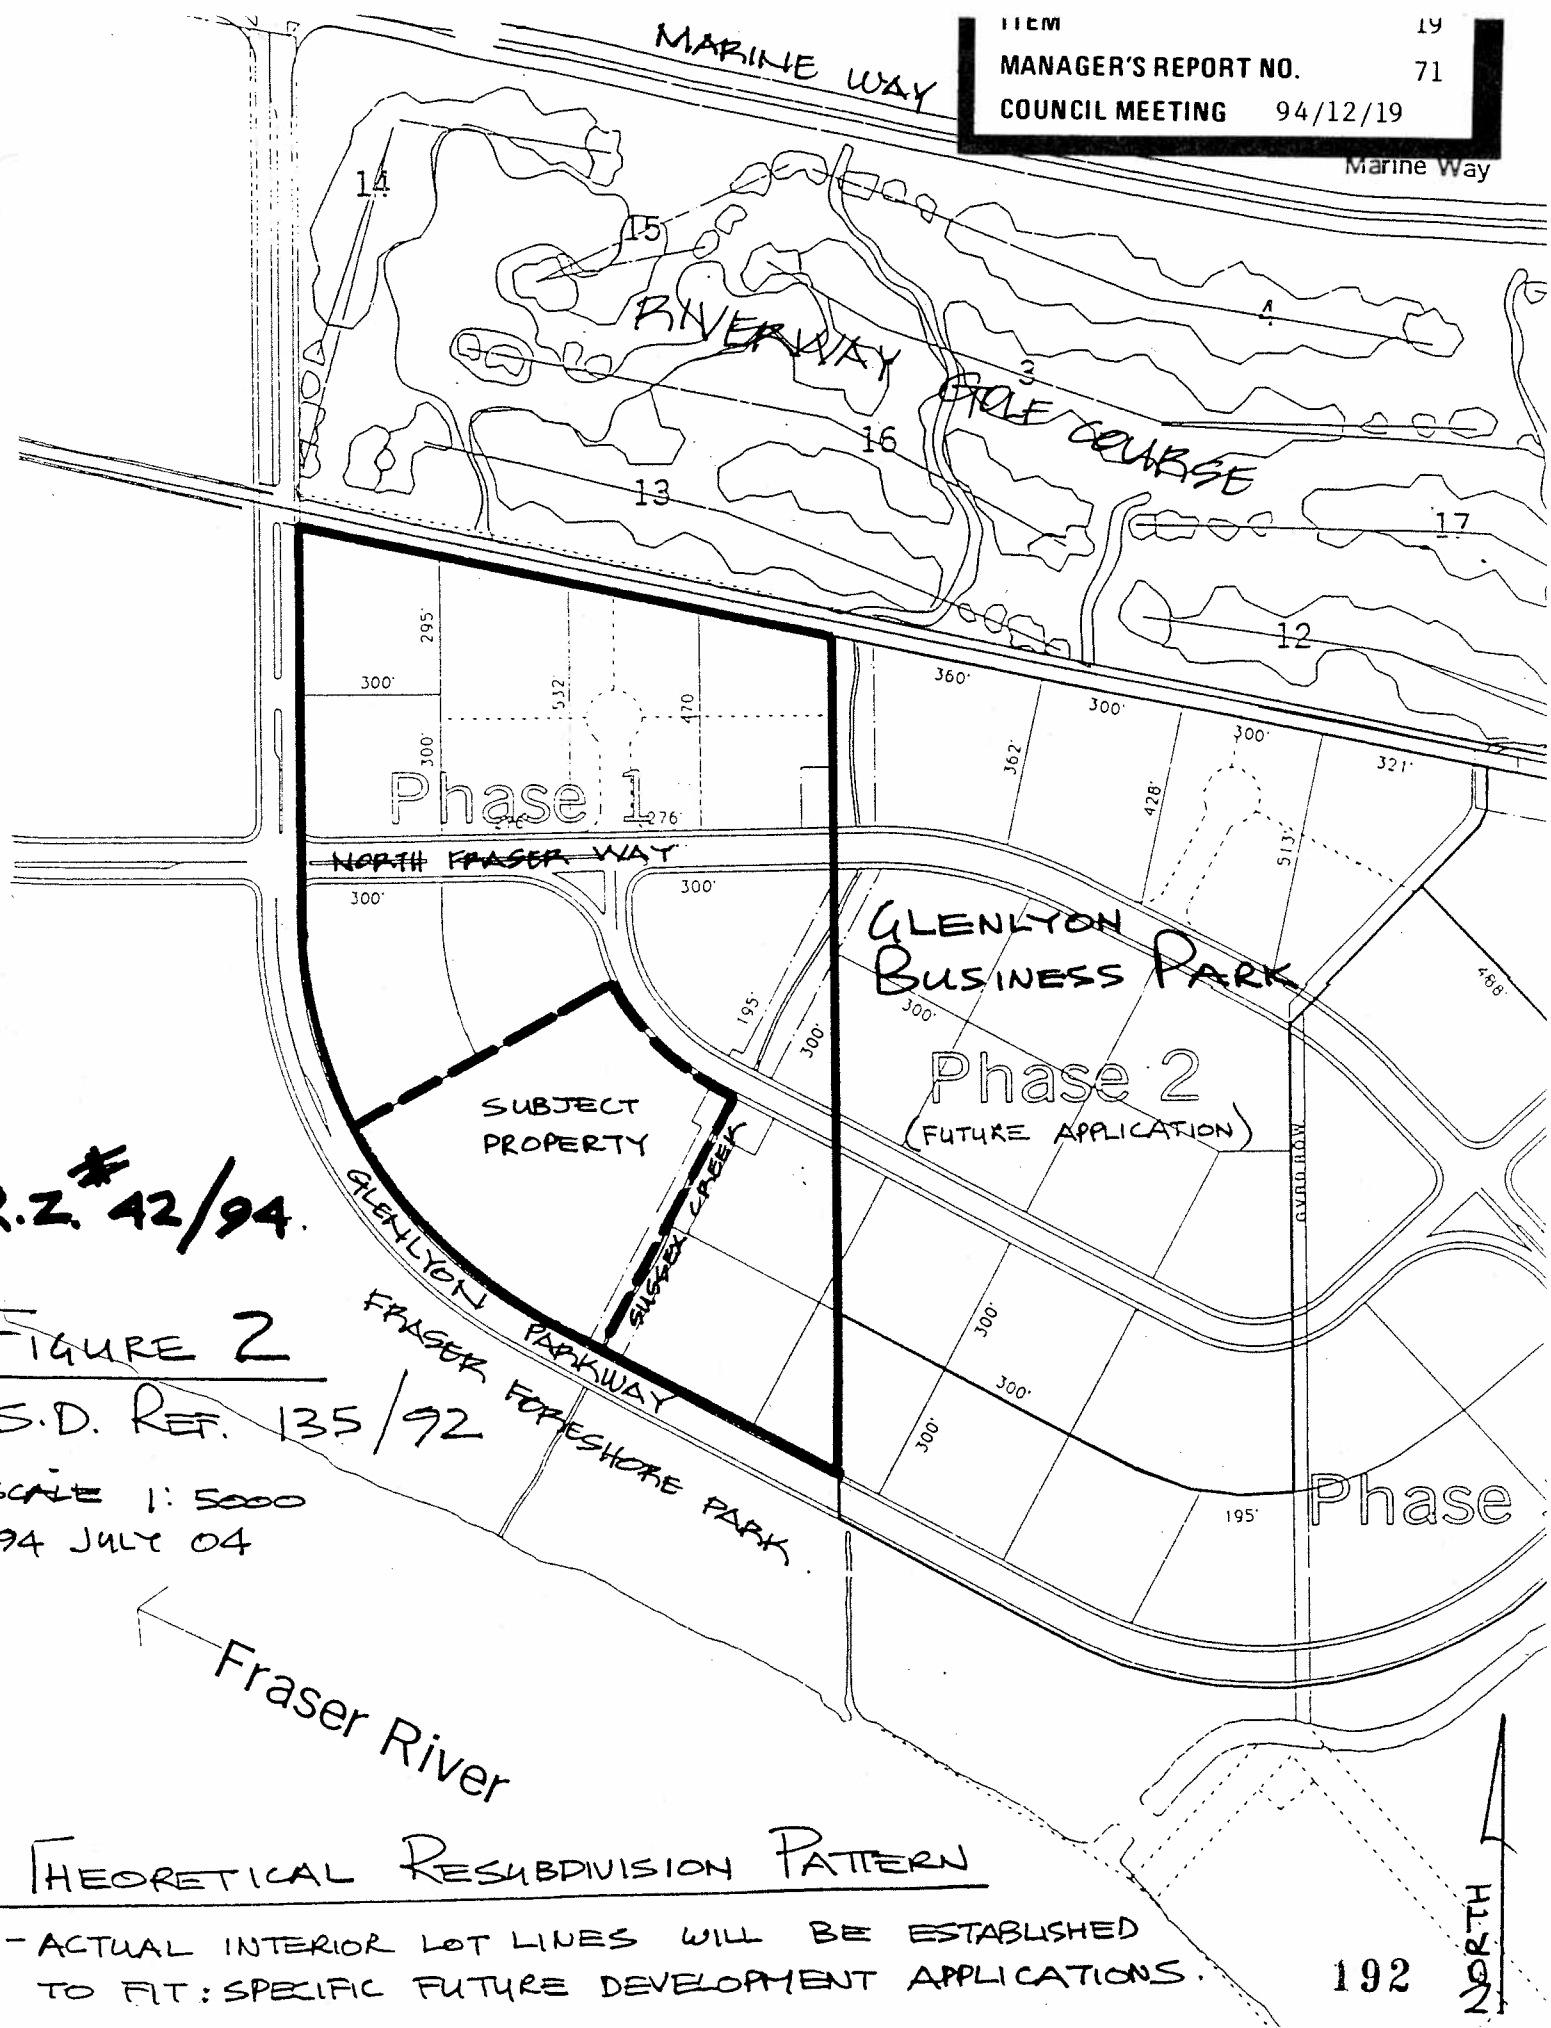 ITEM 19
MANAGER'S REPORT NO. 71
COUNCIL MEETING 94/12/19
MARINE WAY
Marine Way
14
15
4
RIVERWAY GOLF COURSE
3
16
13
17
12
295'
300'
532'
470
300'
360'
300'
300'
321'
362'
428'
513'
Phase 1
276
276'
NORTH FRASER WAY
300'
300'
GLENLYON
BUSINESS PARK
488'
195'
300'
300'
Phase 2
(FUTURE APPLICATION)
SUBJECT
PROPERTY
SUSSEX CREEK
GVRD ROW
R.Z. # 42/94.
GLENLYON PARKWAY
FRASER FORESHORE PARK
FIGURE 2
S.D. REF. 135/92
SCALE 1:5000
94 JULY 04
300'
300'
300'
195'
Phase
Fraser River
THEORETICAL RESUBDIVISION PATTERN
- ACTUAL INTERIOR LOT LINES WILL BE ESTABLISHED
TO FIT: SPECIFIC FUTURE DEVELOPMENT APPLICATIONS.
192
NORTH